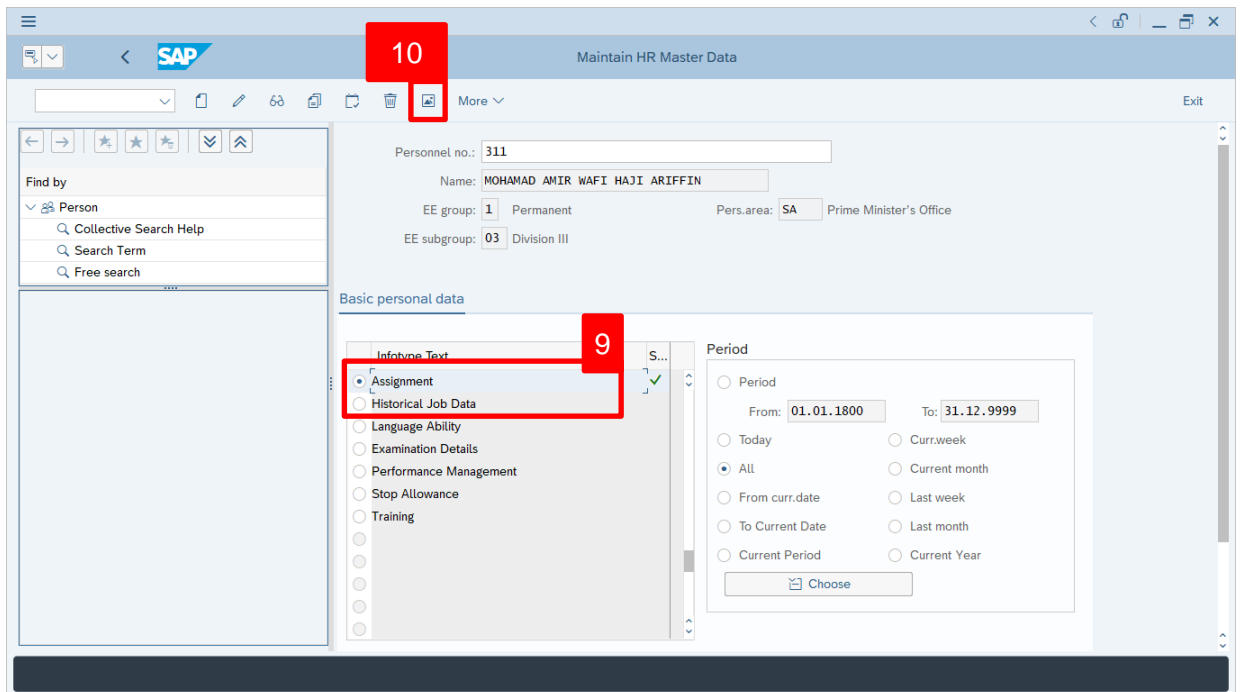 10
SAP
Maintain HR Master Data
More
Exit
Personnel no.: 311
Find by
Name: MOHAMAD AMIR WAFI HAJI ARIFFIN
Person
EE group: 1 Permanent Pers.area: SA Prime Minister's Office
Collective Search Help
EE subgroup: 03 Division III
Search Term
Free search
Basic personal data
9
Infotype Text S...
Period
Assignment
Period
Historical Job Data
From: 01.01.1800 To: 31.12.9999
Language Ability
Today Curr.week
Examination Details
All Current month
Performance Management
Stop Allowance
From curr.date Last week
Training
To Current Date Last month
Current Period Current Year
Choose